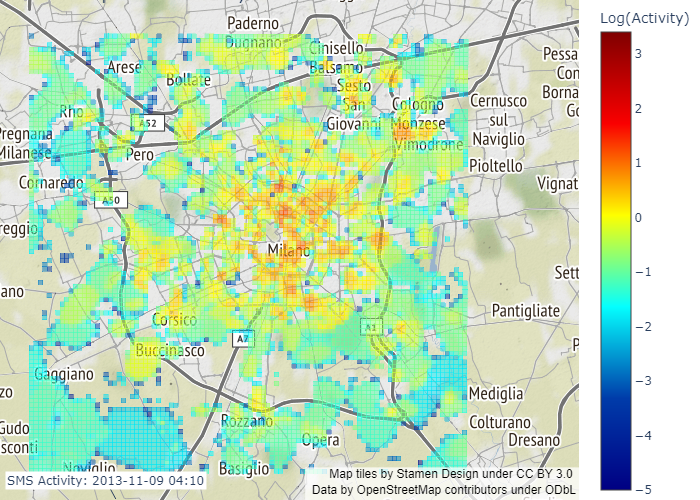 Log(Activity)
Paderno
Dugnano
Cinisello
Balsamo
Arese
Bollate
Sesto
San
Giovanni
Cologno
Monzese
Cernusco
sul
Naviglio
Pessa
Borna
Rho
A52
Vimodrone
Pregnana
Milanese
Pero
Pioltello
Cornaredo
Vignat
A50
reggio
Milano
Sett
ano
Pantigliate
Corsico
A1
A7
Buccinasco
Gaggiano
Mediglia
Rozzano
Colturano
Dresano
Opera
Gudo
sconti
Noviglio
Basiglio
SMS Activity: 2013-11-09 04:10
Map tiles by Stamen Design under CC BY 3.0
Data by OpenStreetMap contributors under ODbL
3
2
1
0
−1
−2
−3
−4
−5